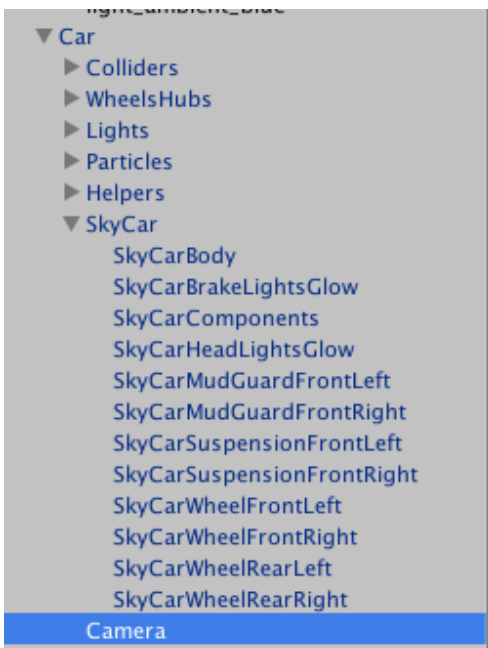 light_ambient_blue
Car
Colliders
WheelsHubs
Lights
Particles
Helpers
SkyCar
SkyCarBody
SkyCarBrakeLightsGlow
SkyCarComponents
SkyCarHeadLightsGlow
SkyCarMudGuardFrontLeft
SkyCarMudGuardFrontRight
SkyCarSuspensionFrontLeft
SkyCarSuspensionFrontRight
SkyCarWheelFrontLeft
SkyCarWheelFrontRight
SkyCarWheelRearLeft
SkyCarWheelRearRight
Camera